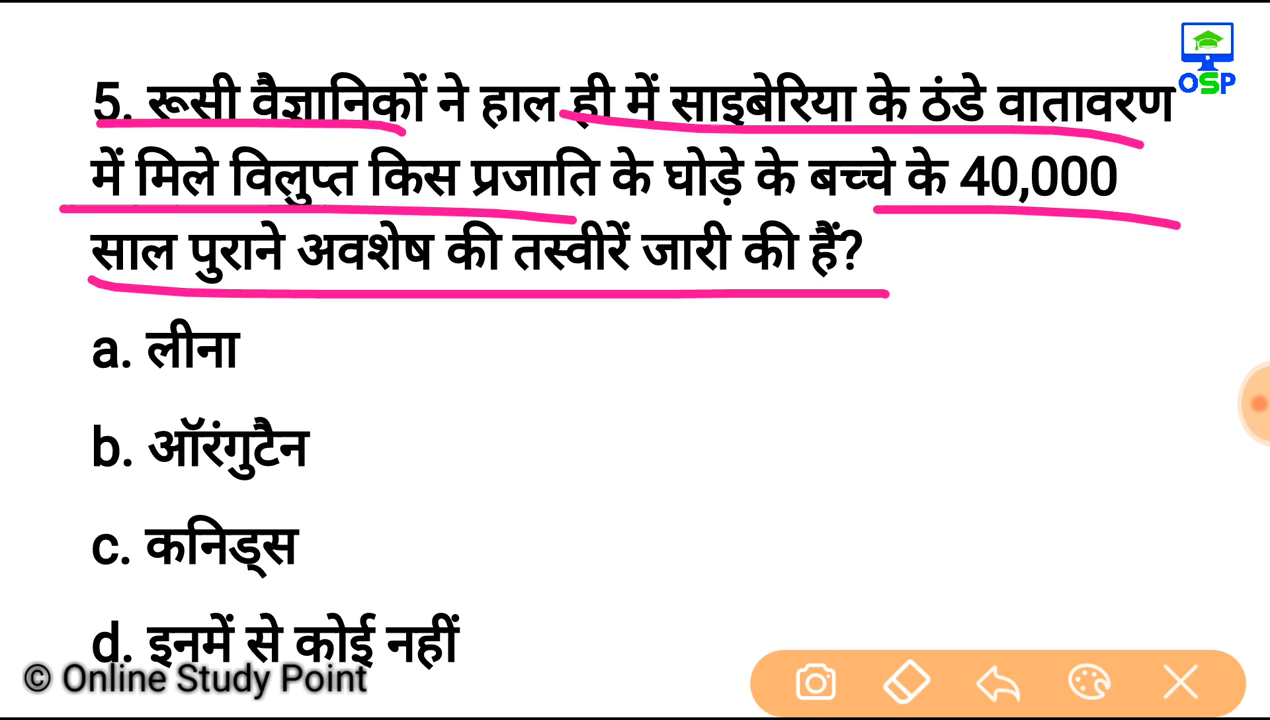 OSP
5. रूसी वैज्ञानिकों ने हाल ही में साइबेरिया के ठंडे वातावरण
में मिले विलुप्त किस प्रजाति के घोड़े के बच्चे के 40,000
साल पुराने अवशेष की तस्वीरें जारी की हैं?
a. लीना
b. ऑरंगुटैन
c. कनिड्स
d. इनमें से कोई नहीं
© Online Study Point